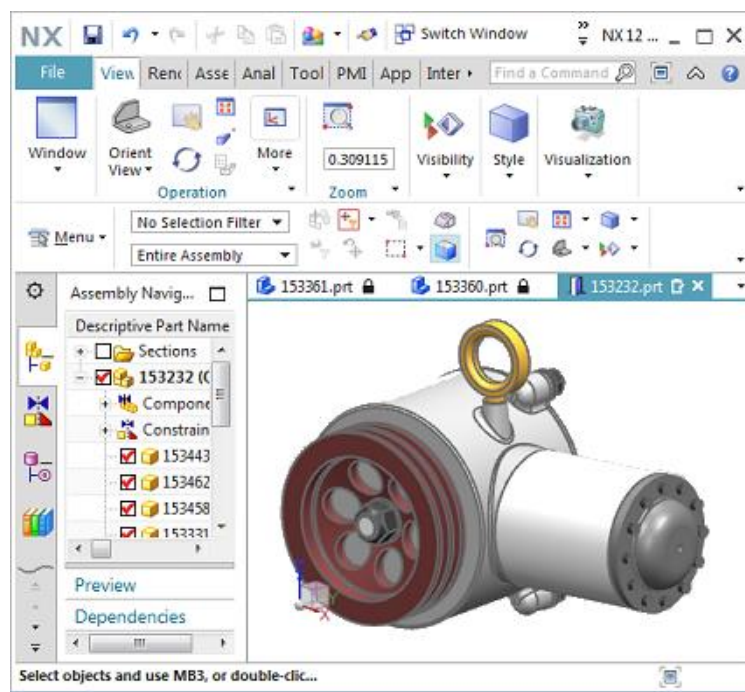 NX Switch Window NX 12 ...
File View Renc Asse Anal Tool PMI App Inter Find a Command
Window Orient View More 0.309115 Visibility Style Visualization
Operation Zoom
Menu No Selection Filter
Entire Assembly
Assembly Navig... 153361.prt 153360.prt 153232.prt
Descriptive Part Name
Sections
153232 (C
Compone
Constrain
153443
153462
153458
153331
Preview
Dependencies
Select objects and use MB3, or double-clic...